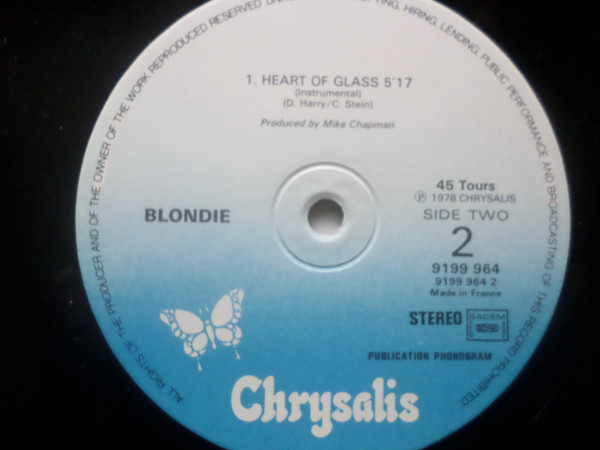 "ALL RIGHTS OF THE PRODUCER AND OF THE OWNER OF THE WORK REPRODUCED RESERVED
HIRING, LENDING, PUBLIC PERFORMANCE AND BROADCASTING OF THIS RECORD PROHIBITED"
1. HEART OF GLASS 5'17
(Instrumental)
(D. Harry/C. Stein)
Produced by Mike Chapman
BLONDIE
45 Tours
℗ 1978 CHRYSALIS
SIDE TWO
2
9199 964
9199 964 2
Made in France
STEREO
SACEM
PUBLICATION PHONOGRAM
Chrysalis